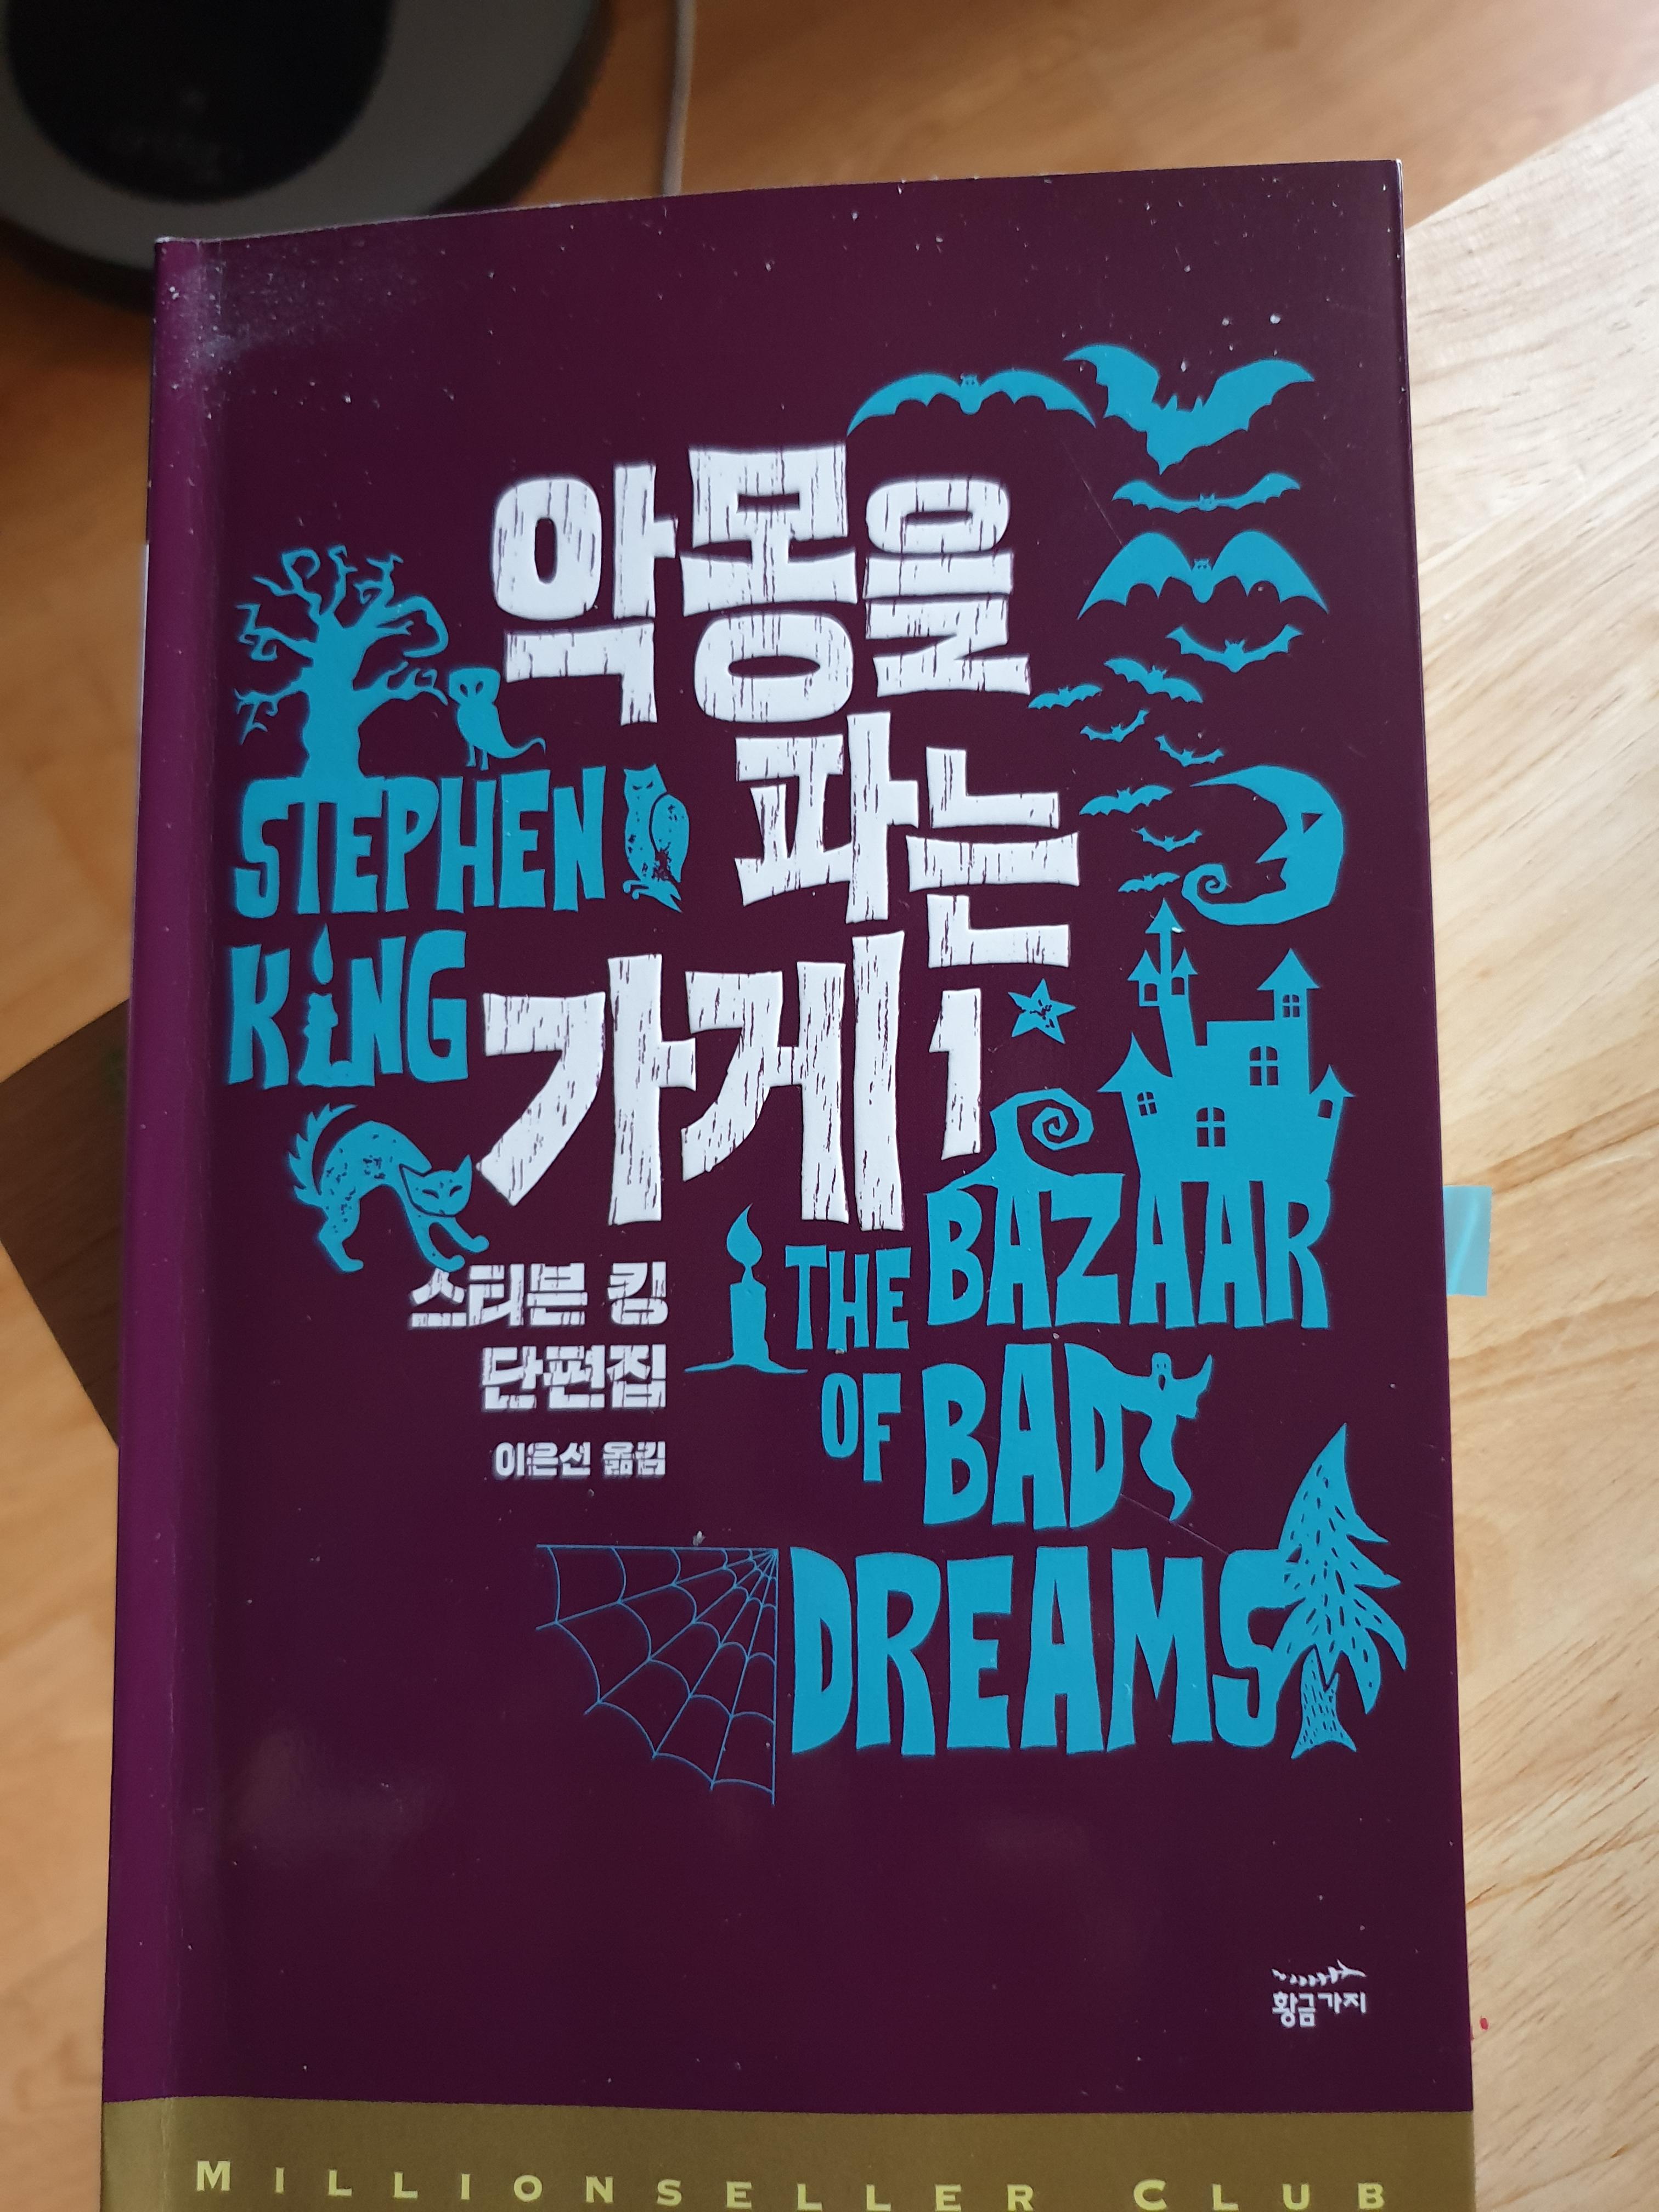 악몽을
파는
가게 1
STEPHEN
KING
스티븐 킹
단편집
이은선 옮김
THE BAZAAR
OF BAD
DREAMS
황금가지
MILLIONSELLER CLUB